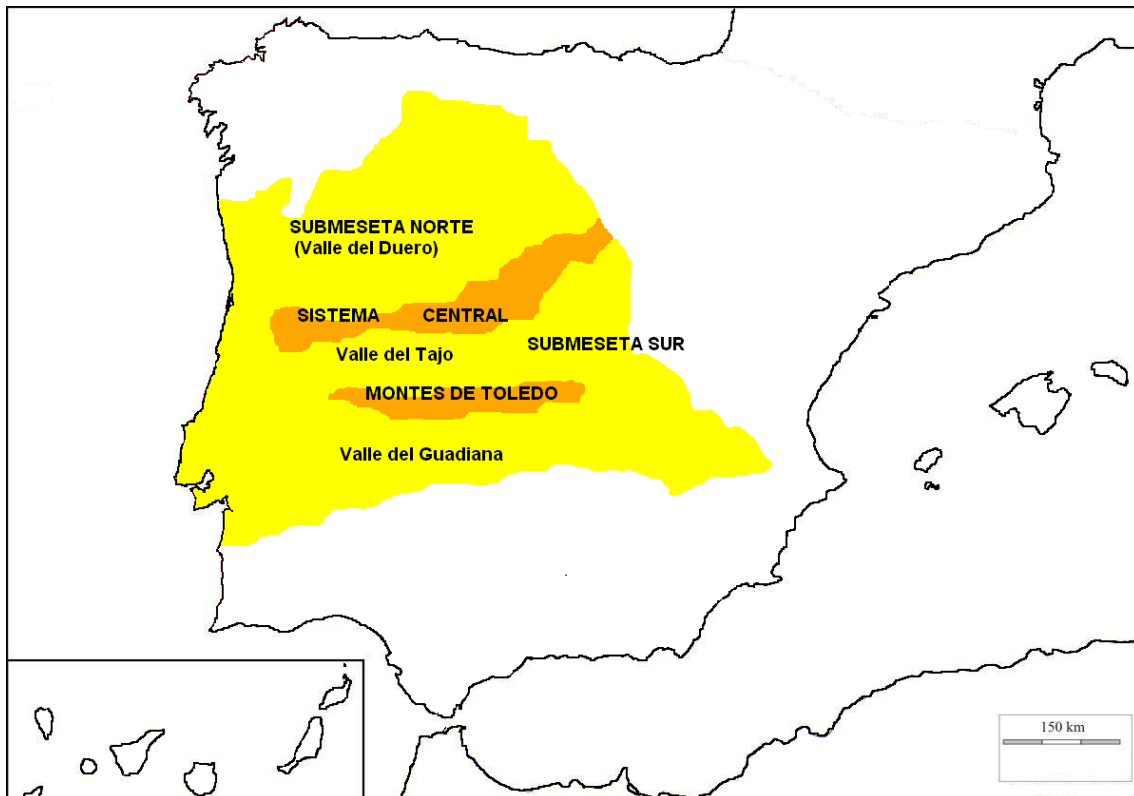 SUBMESETA NORTE
(Valle del Duero)
SISTEMA CENTRAL
SUBMESETA SUR
Valle del Tajo
MONTES DE TOLEDO
Valle del Guadiana
150 km